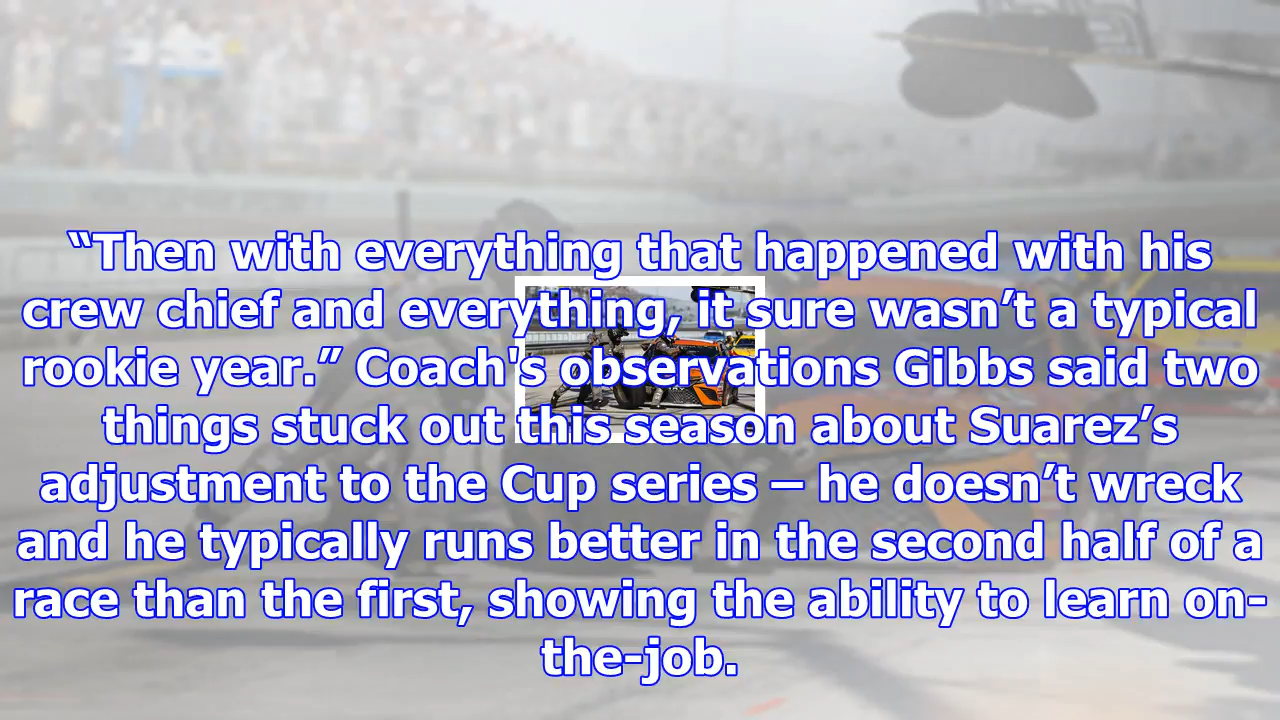 “Then with everything that happened with his
crew chief and everything, it sure wasn’t a typical
rookie year.” Coach's observations Gibbs said two
things stuck out this season about Suarez’s
adjustment to the Cup series – he doesn’t wreck
and he typically runs better in the second half of a
race than the first, showing the ability to learn on-
the-job.